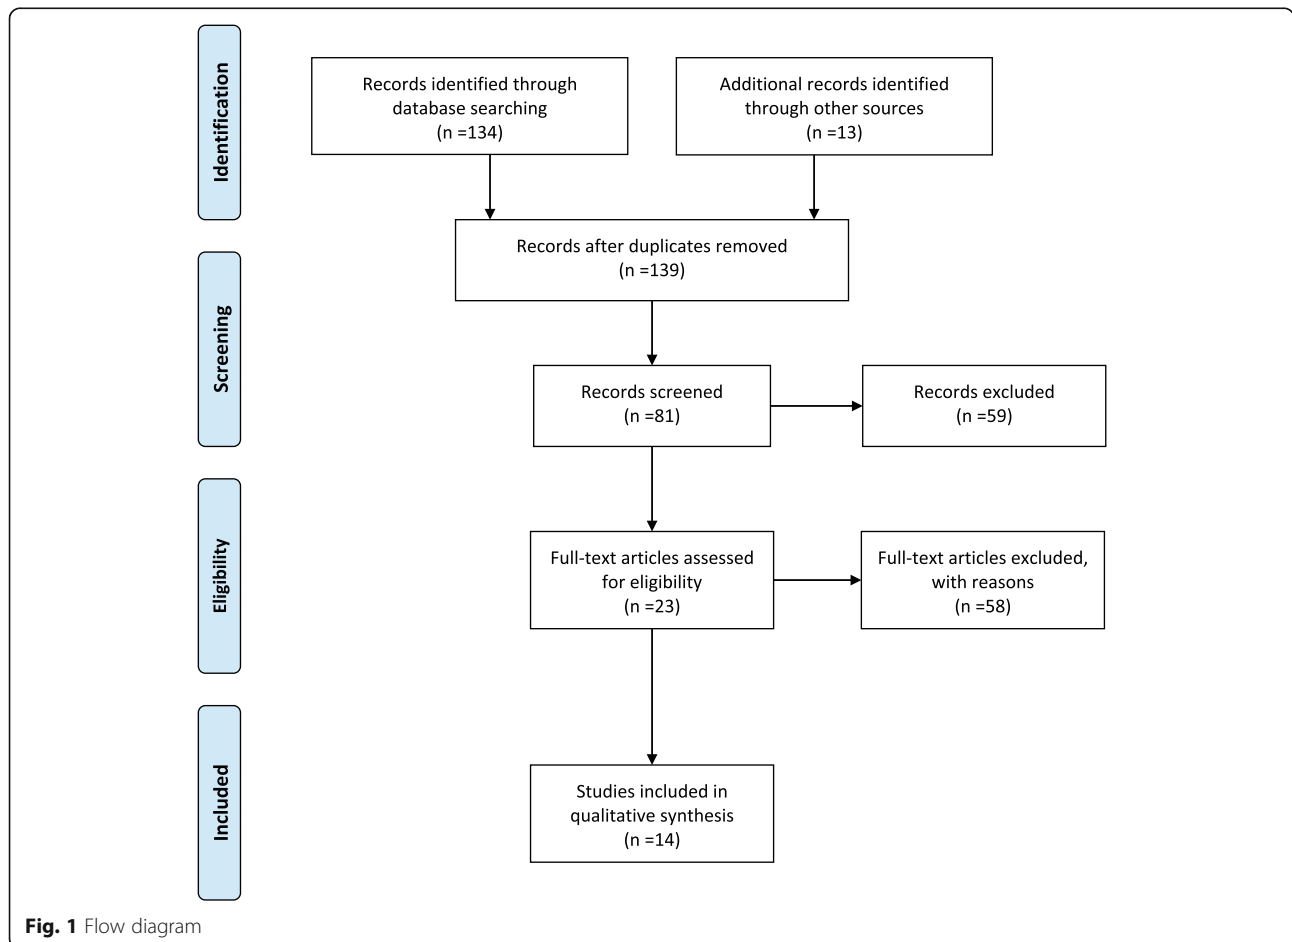 Identification
Records identified through
database searching
(n =134)
Additional records identified
through other sources
(n =13)
Records after duplicates removed
(n =139)
Screening
Records screened
(n =81)
Records excluded
(n =59)
Eligibility
Full-text articles assessed
for eligibility
(n =23)
Full-text articles excluded,
with reasons
(n =58)
Included
Studies included in
qualitative synthesis
(n =14)
Fig. 1 Flow diagram